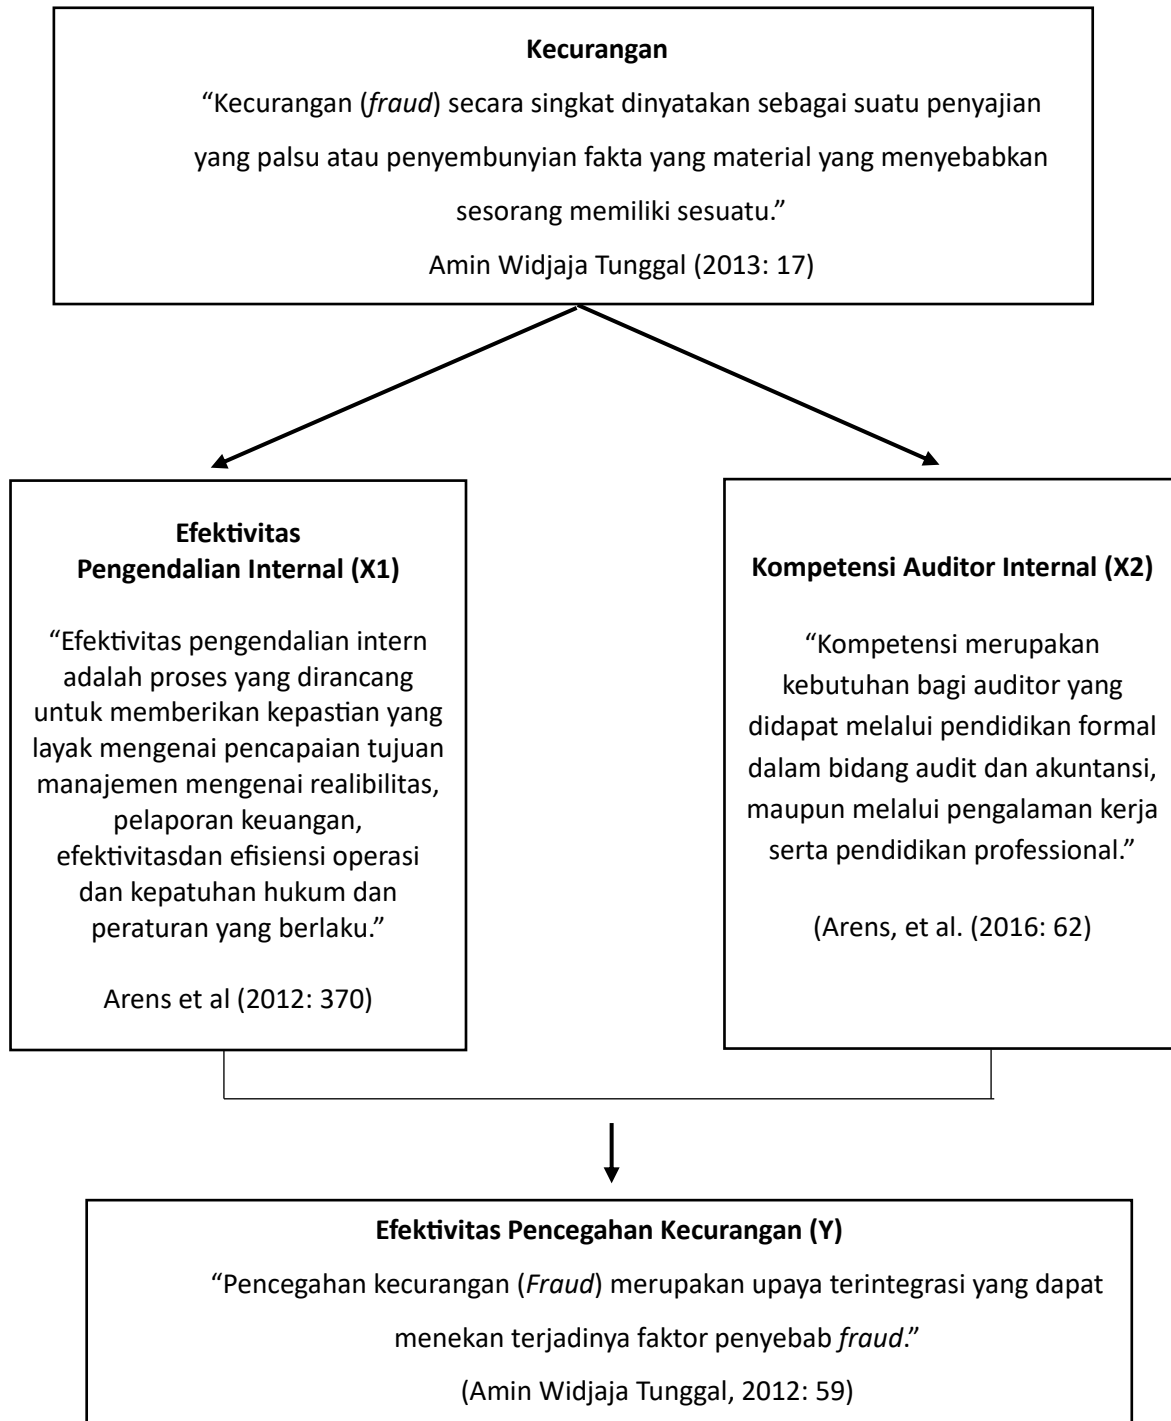 Kecurangan
“Kecurangan (fraud) secara singkat dinyatakan sebagai suatu penyajian
yang palsu atau penyembunyian fakta yang material yang menyebabkan
sesorang memiliki sesuatu.”
Amin Widjaja Tunggal (2013: 17)
Efektivitas
Pengendalian Internal (X1)
“Efektivitas pengendalian intern
adalah proses yang dirancang
untuk memberikan kepastian yang
layak mengenai pencapaian tujuan
manajemen mengenai realibilitas,
pelaporan keuangan,
efektivitasdan efisiensi operasi
dan kepatuhan hukum dan
peraturan yang berlaku.”
Arens et al (2012: 370)
Kompetensi Auditor Internal (X2)
“Kompetensi merupakan
kebutuhan bagi auditor yang
didapat melalui pendidikan formal
dalam bidang audit dan akuntansi,
maupun melalui pengalaman kerja
serta pendidikan professional.”
(Arens, et al. (2016: 62)
Efektivitas Pencegahan Kecurangan (Y)
“Pencegahan kecurangan (Fraud) merupakan upaya terintegrasi yang dapat
menekan terjadinya faktor penyebab fraud.”
(Amin Widjaja Tunggal, 2012: 59)